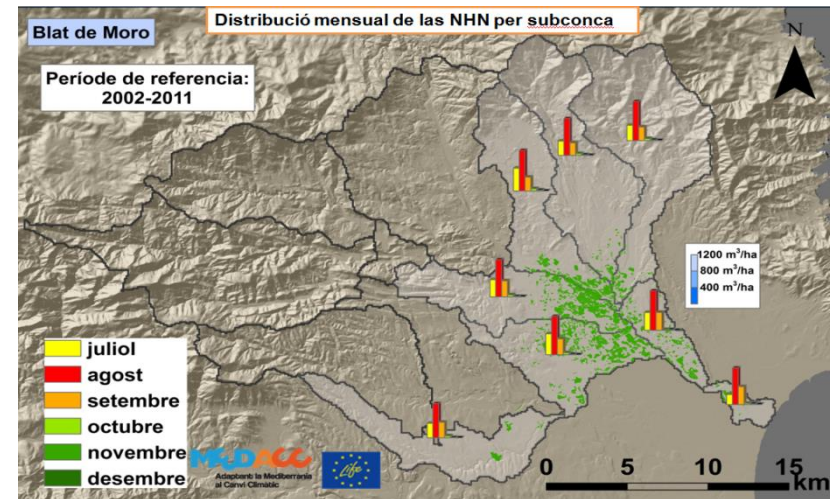 Distribució mensual de las NHN per subconca
Blat de Moro
N
Període de referencia:
2002-2011
1200 m³/ha
800 m³/ha
400 m³/ha
juliol
agost
setembre
octubre
novembre
desembre
MEDACC
Adaptant la Mediterrània
al Canvi Climàtic
Life
0 5 10 15
km